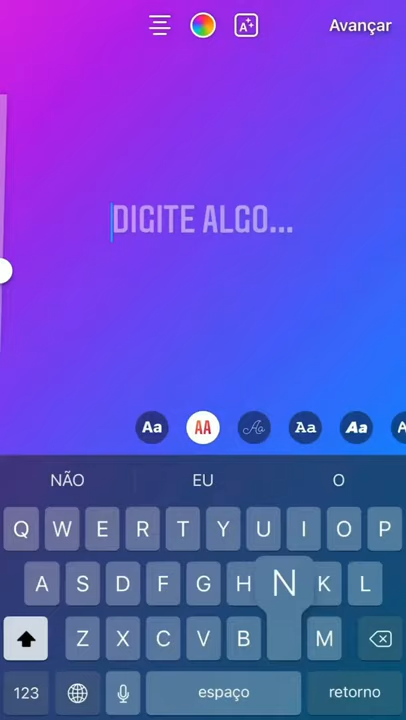 Avançar
DIGITE ALGO...
Aa AA Aa Aa Aa A
NÃO EU O
Q W E R T Y U I O P
A S D F G H N K L
Z X C V B M
123 espaço retorno